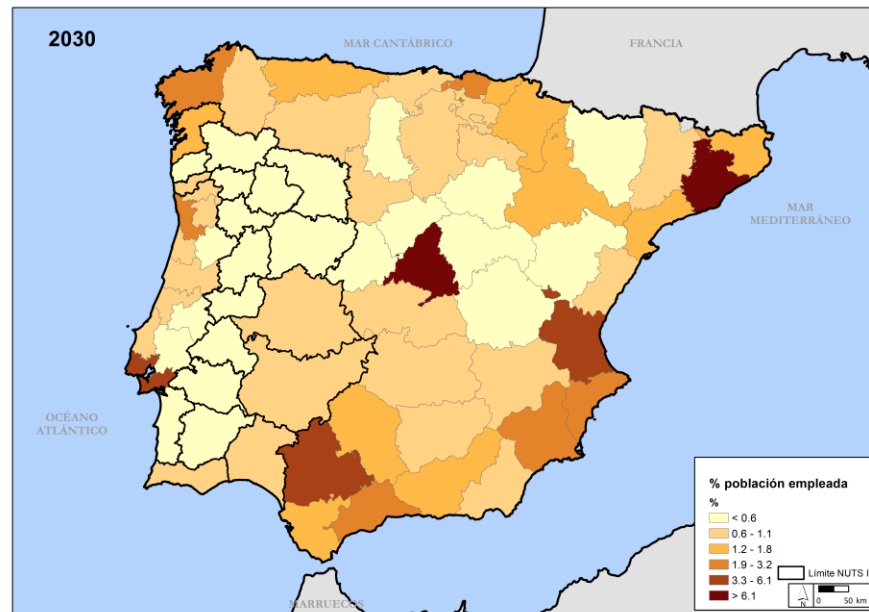 2030
MAR CANTÁBRICO
FRANCIA
MAR
MEDITERRÁNEO
OCÉANO
ATLÁNTICO
MARRUECOS
% población empleada
%
< 0.6
0.6 - 1.1
1.2 - 1.8
1.9 - 3.2
3.3 - 6.1
> 6.1
Límite NUTS I
N
0 50 km